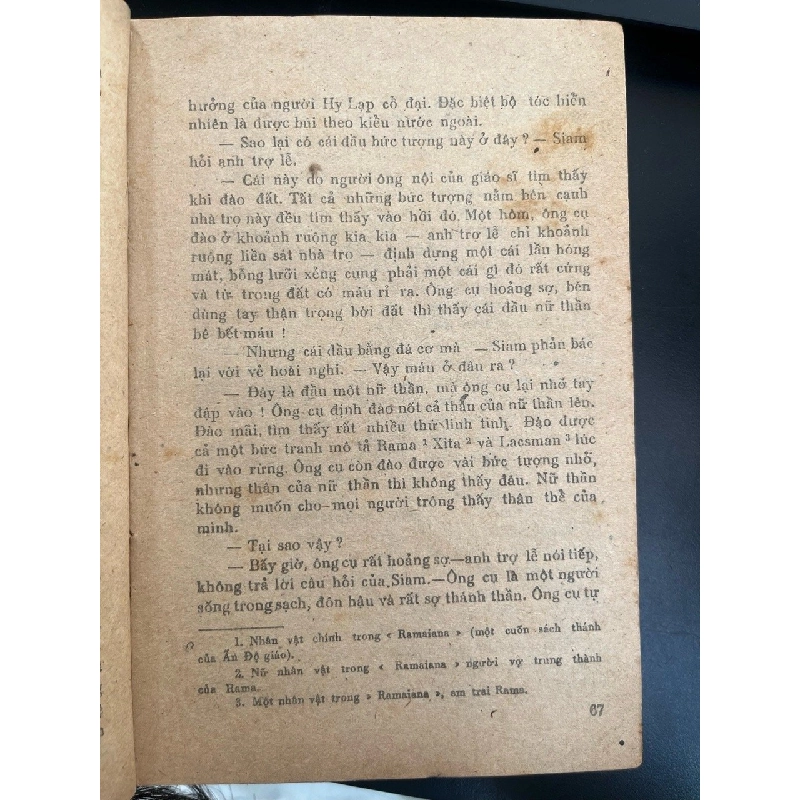 hưởng của người Hy Lạp cổ đại. Đặc biệt bộ tóc hiển
nhiên là được búi theo kiểu nước ngoài.
— Sao lại có cái đầu bức tượng này ở đây ? — Siam
hỏi anh trợ lễ.
— Cái này do người ông nội của giáo sĩ tìm thấy
khi đào đất. Tất cả những bức tượng nằm bên cạnh
nhà trọ này đều tìm thấy vào hồi đó. Một hôm, ông cụ
đào ở khoảnh ruộng kia kìa — anh trợ lễ chỉ khoảnh
ruộng liền sát nhà trọ — định dựng một cái lầu hóng
mát, bỗng lưỡi xẻng cụng phải một cái gì đó rất cứng
và từ trong đất có máu rỉ ra. Ông cụ hoảng sợ, bèn
dùng tay thận trọng bới đất thì thấy cái đầu nữ thần
bê bết máu !
— Nhưng cái đầu bằng đá cơ mà — Siam phản bác
lại với vẻ hoài nghi. — Vậy máu ở đâu ra ?
— Đây là đầu một nữ thần, mà ông cụ lại nhỡ tay
đập vào ! Ông cụ định đào nốt cả thân của nữ thần lên.
Đào mãi, tìm thấy rất nhiều thứ linh tinh. Đào được
cả một bức tranh mô tả Rama ¹ Xita ² và Lacsman ³ lúc
đi vào rừng. Ông cụ còn đào được vài bức tượng nhỏ,
nhưng thân của nữ thần thì không thấy đâu. Nữ thần
không muốn cho mọi người trông thấy thân thể của
mình.
— Tại sao vậy ?
— Bấy giờ, ông cụ rất hoảng sợ—anh trợ lễ nói tiếp,
không trả lời câu hỏi của Siam.—Ông cụ là một người
sống trong sạch, đôn hậu và rất sợ thánh thần. Ông cụ tự
1. Nhân vật chính trong « Ramaiana » (một cuốn sách thánh
của Ấn Độ giáo).
2. Nữ nhân vật trong « Ramaiana » người vợ trung thành
của Rama.
3. Một nhân vật trong » Ramaiana », em trai Rama.
67